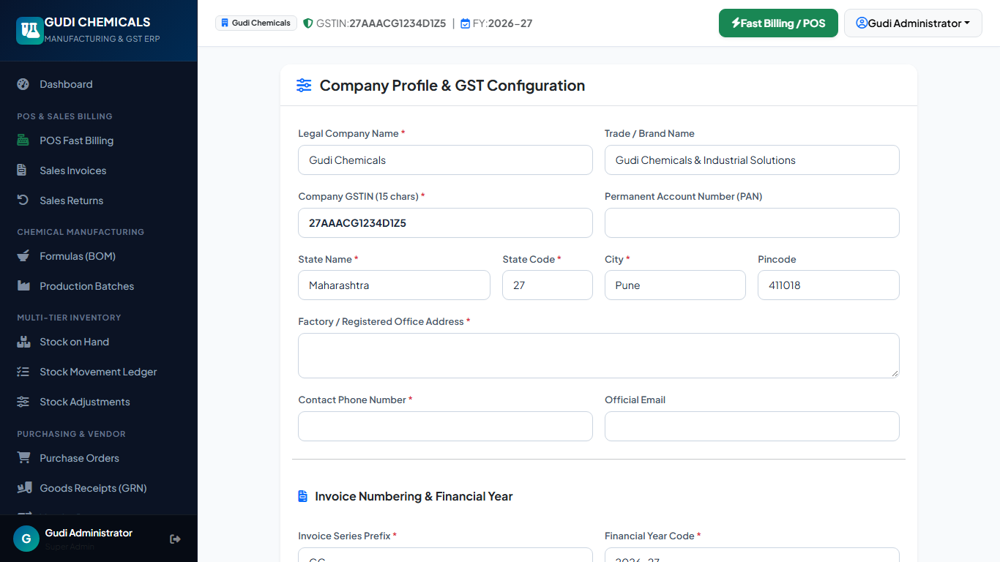 GUDI CHEMICALS
MANUFACTURING & GST ERP
Dashboard
POS & SALES BILLING
POS Fast Billing
Sales Invoices
Sales Returns
CHEMICAL MANUFACTURING
Formulas (BOM)
Production Batches
MULTI-TIER INVENTORY
Stock on Hand
Stock Movement Ledger
Stock Adjustments
PURCHASING & VENDOR
Purchase Orders
Goods Receipts (GRN)
G
Gudi Administrator
Super Admin
Gudi Chemicals GSTIN:27AAACG1234D1Z5 | FY:2026-27
Fast Billing / POS
Gudi Administrator
Company Profile & GST Configuration
Legal Company Name *
Gudi Chemicals
Trade / Brand Name
Gudi Chemicals & Industrial Solutions
Company GSTIN (15 chars) *
27AAACG1234D1Z5
Permanent Account Number (PAN)
State Name *
Maharashtra
State Code *
27
City *
Pune
Pincode
411018
Factory / Registered Office Address *
Contact Phone Number *
Official Email
Invoice Numbering & Financial Year
Invoice Series Prefix *
Financial Year Code *
2026-27